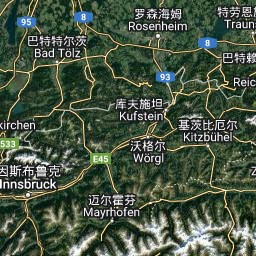 罗森海姆
Rosenheim
特劳恩
Traun
95
8
巴特特尔茨
Bad Tölz
8
巴特赖
Reic
93
库夫施坦
Kufstein
kirchen
基茨比厄尔
Kitzbühel
533
沃格尔
Wörgl
因斯布鲁克
Innsbruck
E45
迈尔霍芬
Mayrhofen
Z